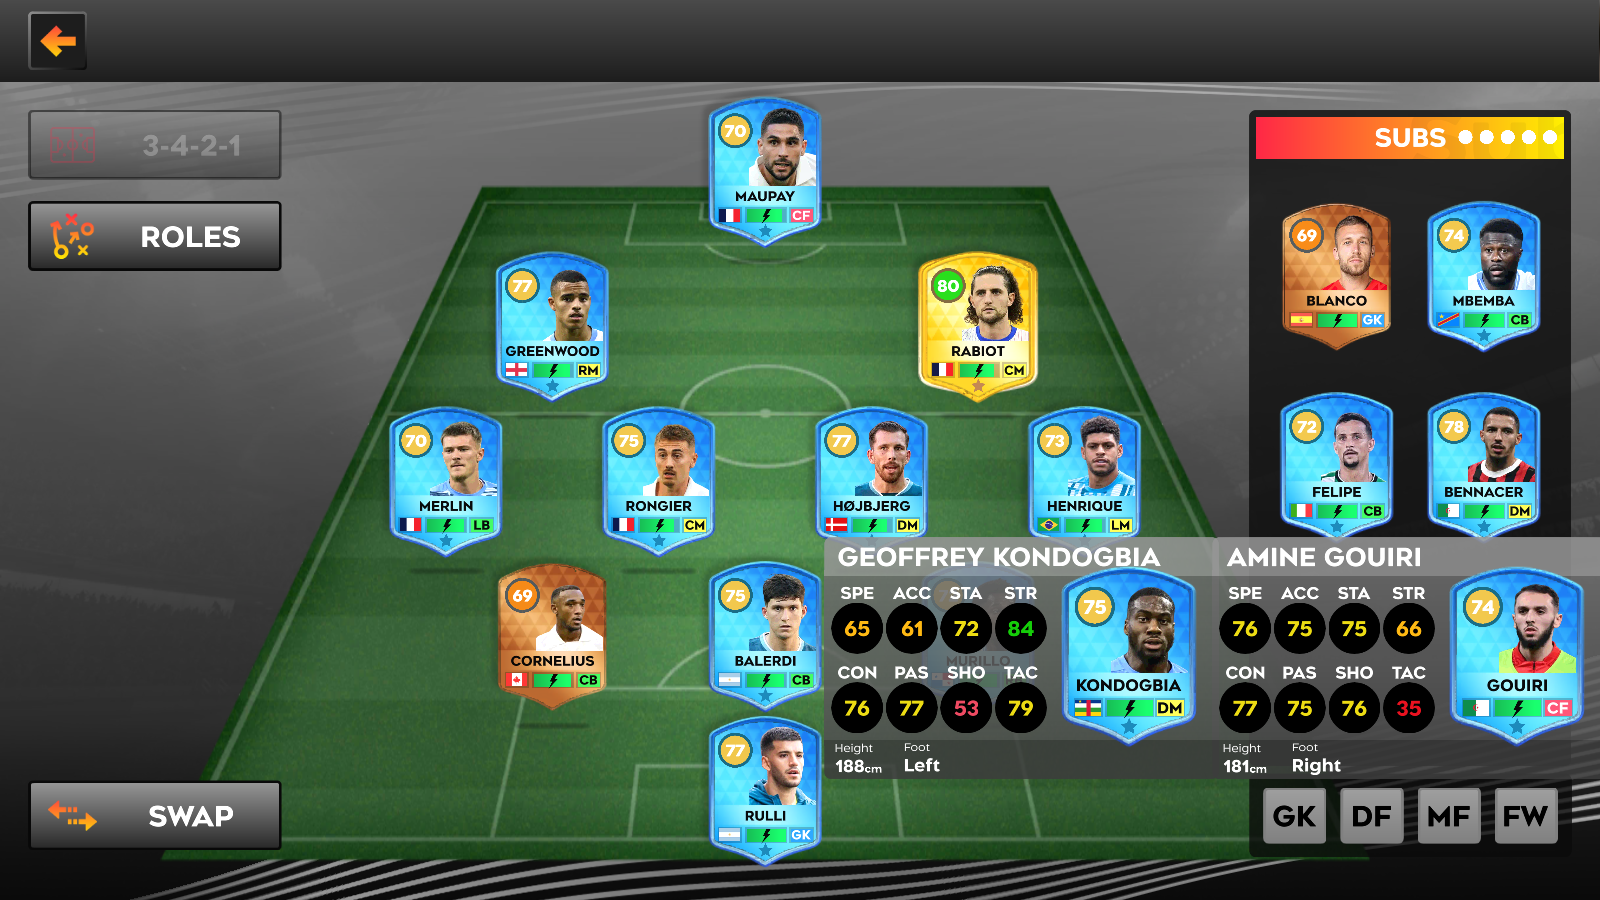 3-4-2-1
ROLES
SWAP
70
MAUPAY
CF
77
GREENWOOD
RM
80
RABIOT
CM
70
MERLIN
LB
75
RONGIER
CM
77
HØJBJERG
DM
73
HENRIQUE
LM
69
CORNELIUS
CB
75
BALERDI
CB
MURILLO
77
RULLI
GK
SUBS
69
BLANCO
GK
74
MBEMBA
CB
72
FELIPE
CB
78
BENNACER
DM
GEOFFREY KONDOGBIA
SPE ACC STA STR
65 61 72 84
CON PAS SHO TAC
76 77 53 79
Height Foot
188cm Left
75
KONDOGBIA
DM
AMINE GOUIRI
SPE ACC STA STR
76 75 75 66
CON PAS SHO TAC
77 75 76 35
Height Foot
181cm Right
74
GOUIRI
CF
GK DF MF FW